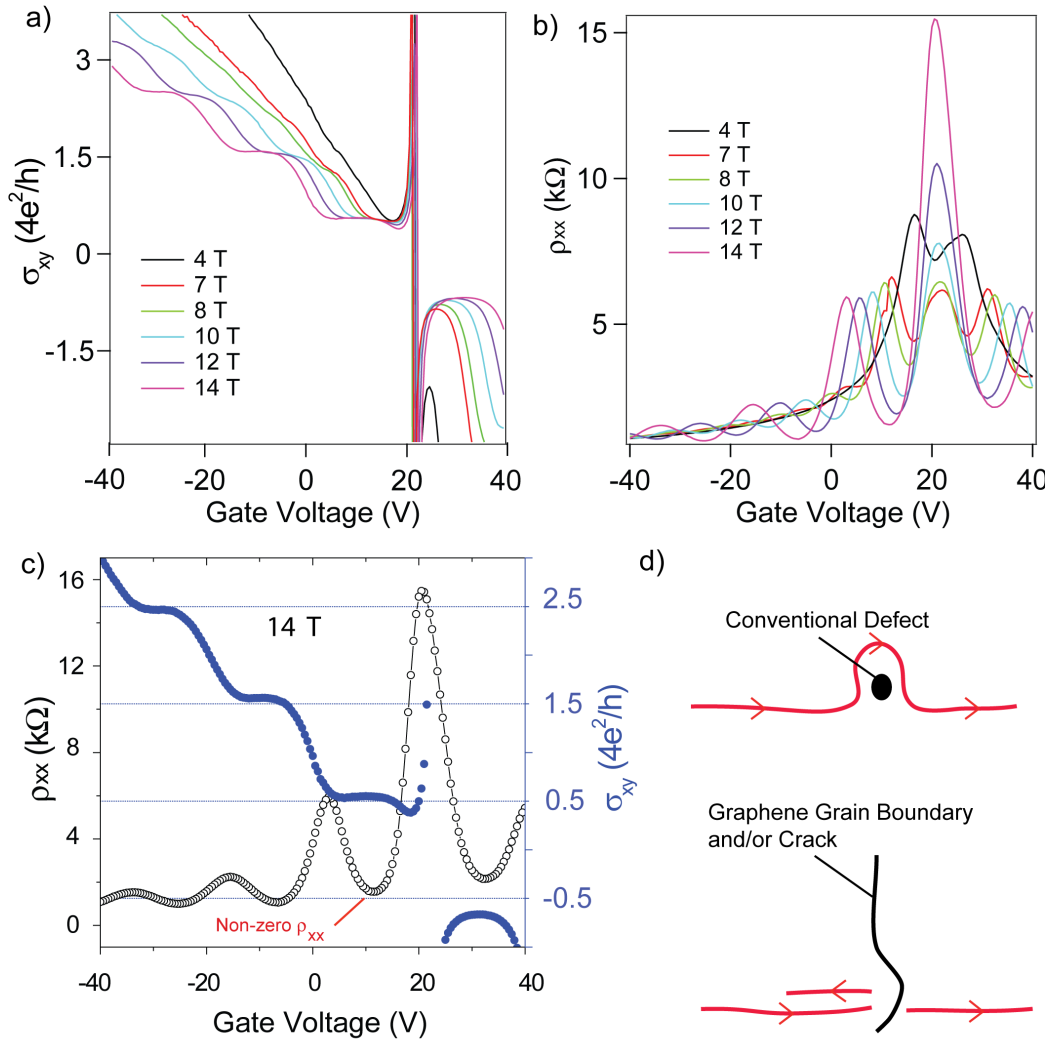 a)
σxy (4e²/h)
3
1.5
0
-1.5
4 T
7 T
8 T
10 T
12 T
14 T
-40
-20
0
20
40
Gate Voltage (V)
b)
ρxx (kΩ)
15
10
5
4 T
7 T
8 T
10 T
12 T
14 T
-40
-20
0
20
40
Gate Voltage (V)
c)
ρxx (kΩ)
16
12
8
4
0
14 T
2.5
1.5
0.5
-0.5
σxy (4e²/h)
Non-zero ρxx
-40
-20
0
20
40
Gate Voltage (V)
d)
Conventional Defect
Graphene Grain Boundary
and/or Crack